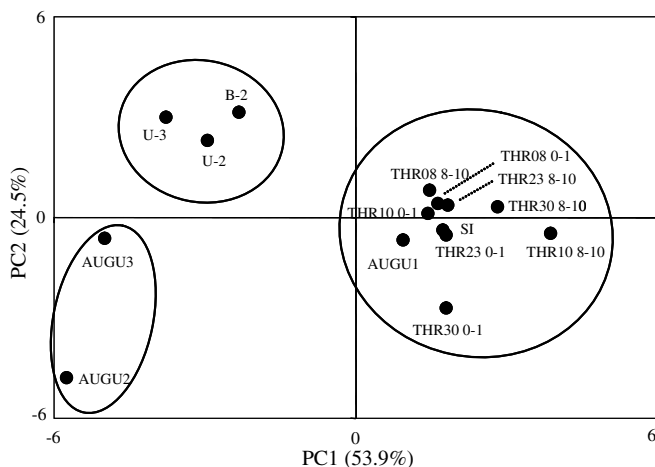 6
B-2
U-3
U-2
THR08 0-1
THR08 8-10
THR23 8-10
THR30 8-10
THR10 0-1
0
SI
AUGU3
AUGU1
THR23 0-1
THR10 8-10
THR30 0-1
AUGU2
-6
-6
0
6
PC1 (53.9%)
PC2 (24.5%)